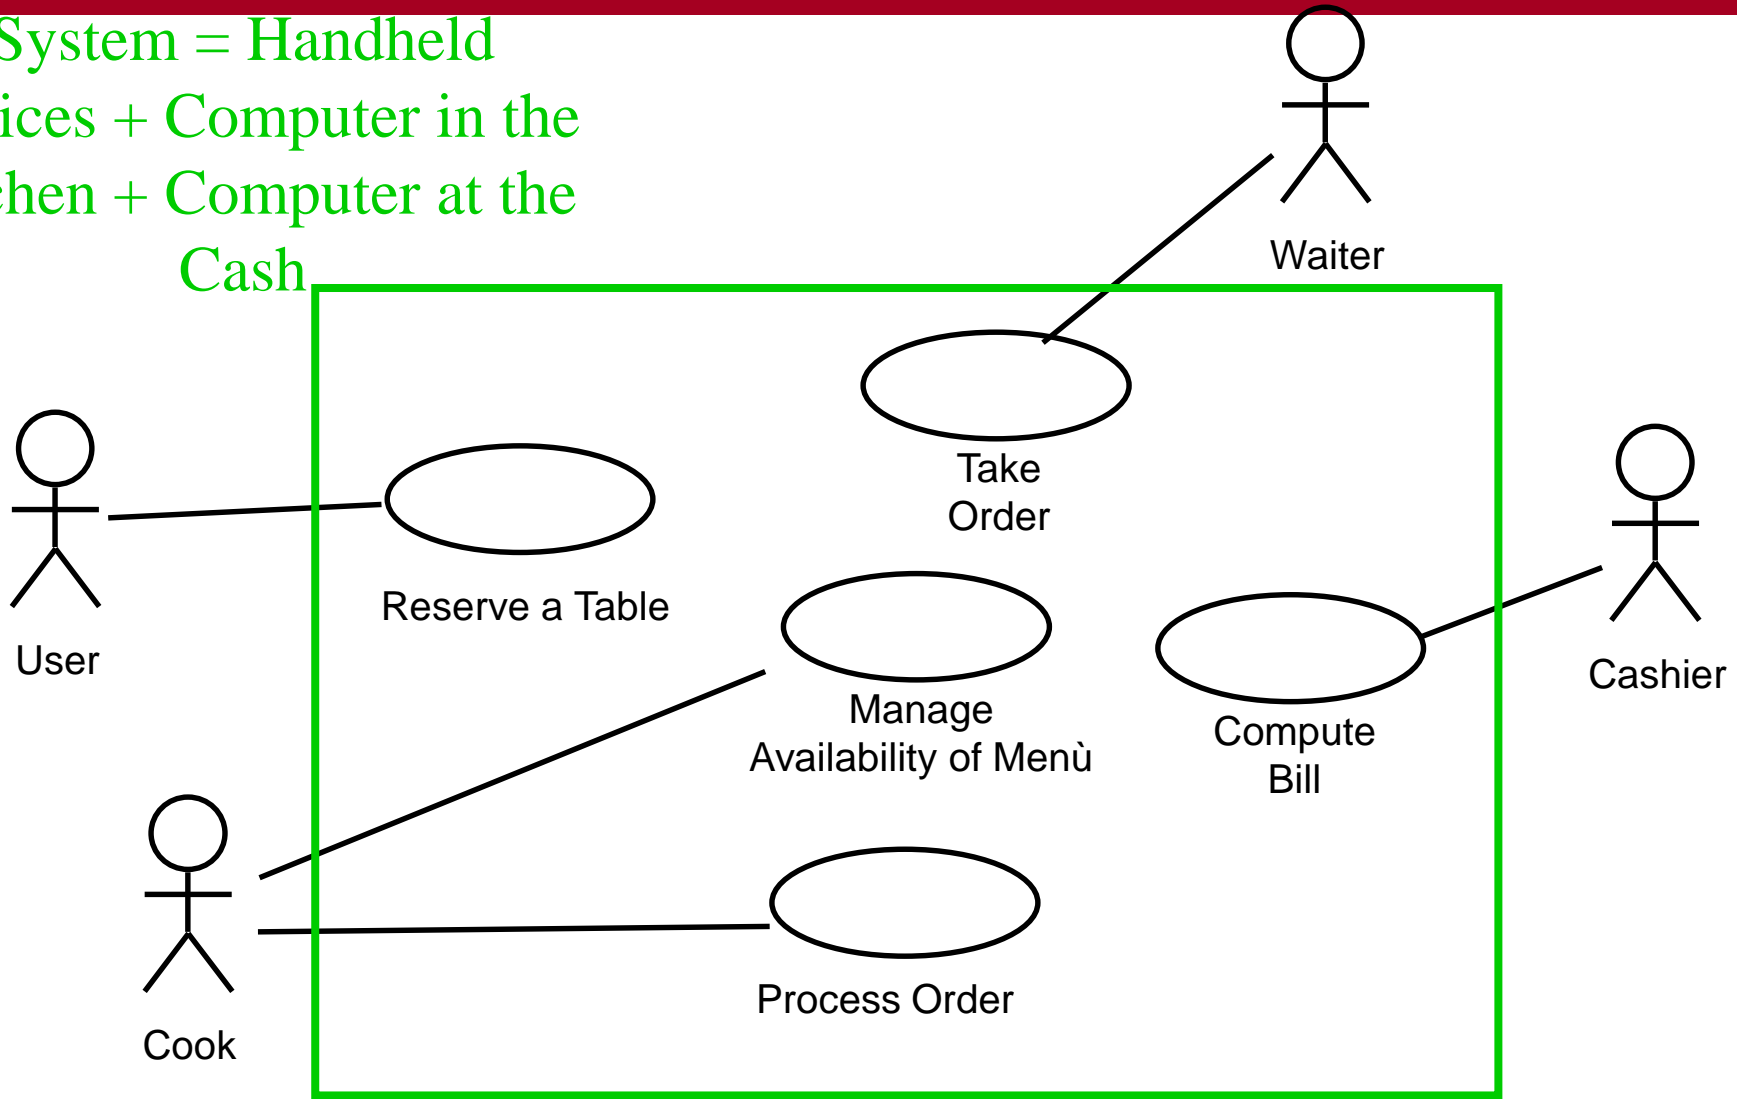 System = Handheld
ices + Computer in the
hen + Computer at the
Cash
Waiter
Take
Order
Reserve a Table
User
Manage
Availability of Menù
Compute
Bill
Cashier
Process Order
Cook